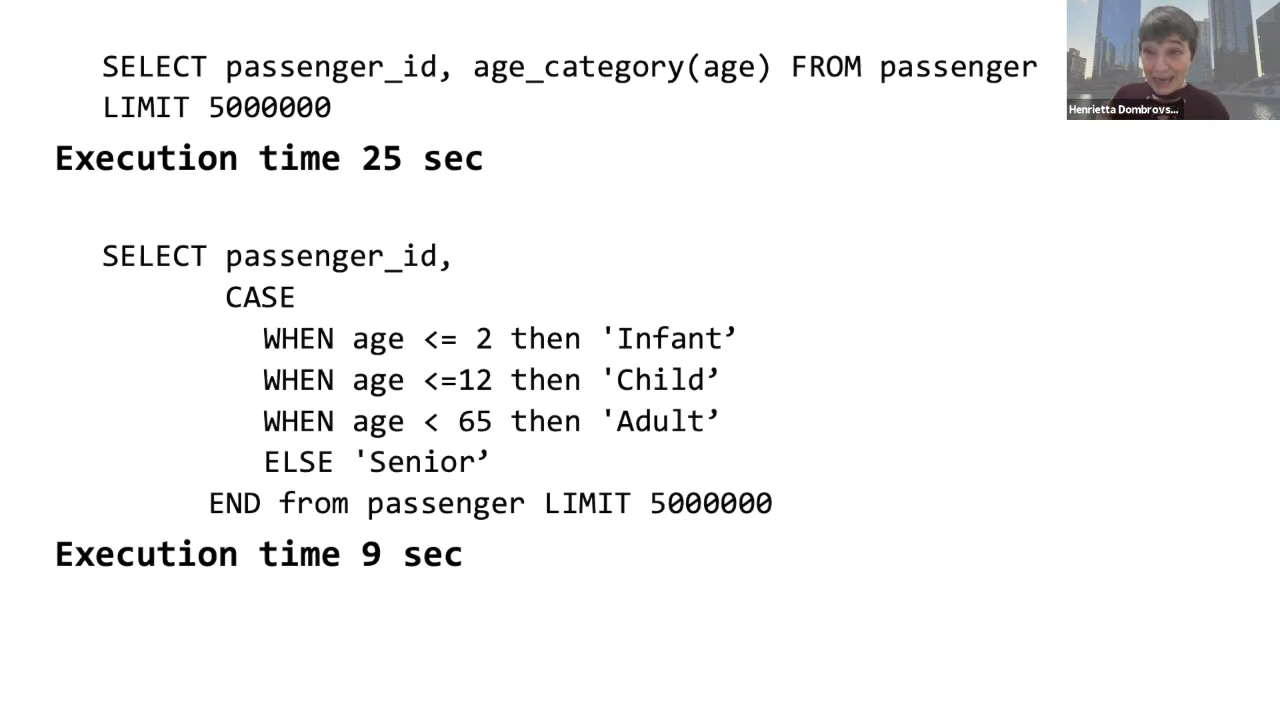 SELECT passenger_id, age_category(age) FROM passenger
LIMIT 5000000
Execution time 25 sec
SELECT passenger_id,
CASE
WHEN age <= 2 then 'Infant’
WHEN age <=12 then 'Child’
WHEN age < 65 then 'Adult’
ELSE 'Senior’
END from passenger LIMIT 5000000
Execution time 9 sec
Henrietta Dombrovs...